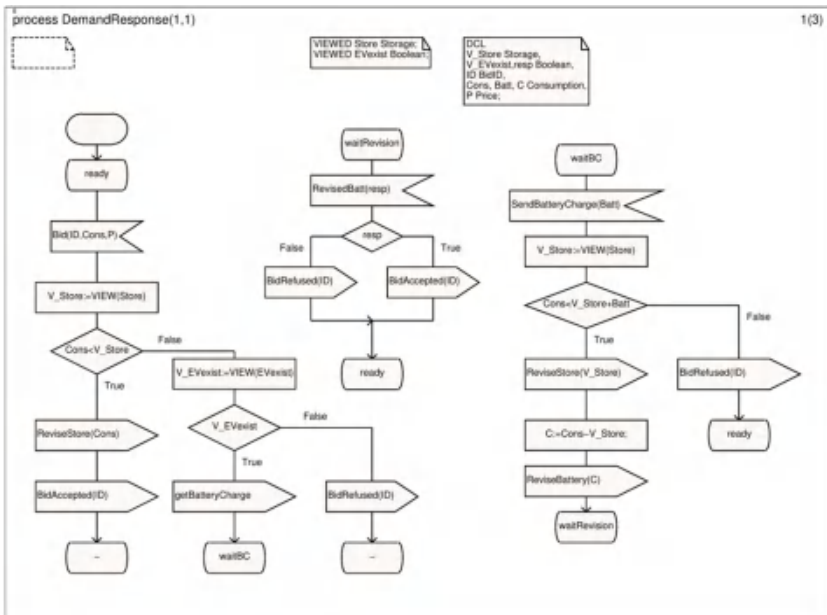 process DemandResponse(1,1)
1(3)
VIEWED Store Storage;
VIEWED EVexist Boolean;
DCL
V_Store Storage,
V_EVexist,resp Boolean,
ID BidID,
Cons, Batt, C Consumption,
P Price;
ready
Bid(ID,Cons,P)
V_Store:=VIEW(Store)
Cons<V_Store
False
True
ReviseStore(Cons)
BidAccepted(ID)
–
V_EVexist:=VIEW(EVexist)
V_EVexist
False
True
getBatteryCharge
waitBC
BidRefused(ID)
–
waitRevision
RevisedBatt(resp)
resp
False
True
BidRefused(ID)
BidAccepted(ID)
ready
waitBC
SendBatteryCharge(Batt)
V_Store:=VIEW(Store)
Cons<V_Store+Batt
False
True
ReviseStore(V_Store)
C:=Cons–V_Store;
ReviseBattery(C)
waitRevision
BidRefused(ID)
ready